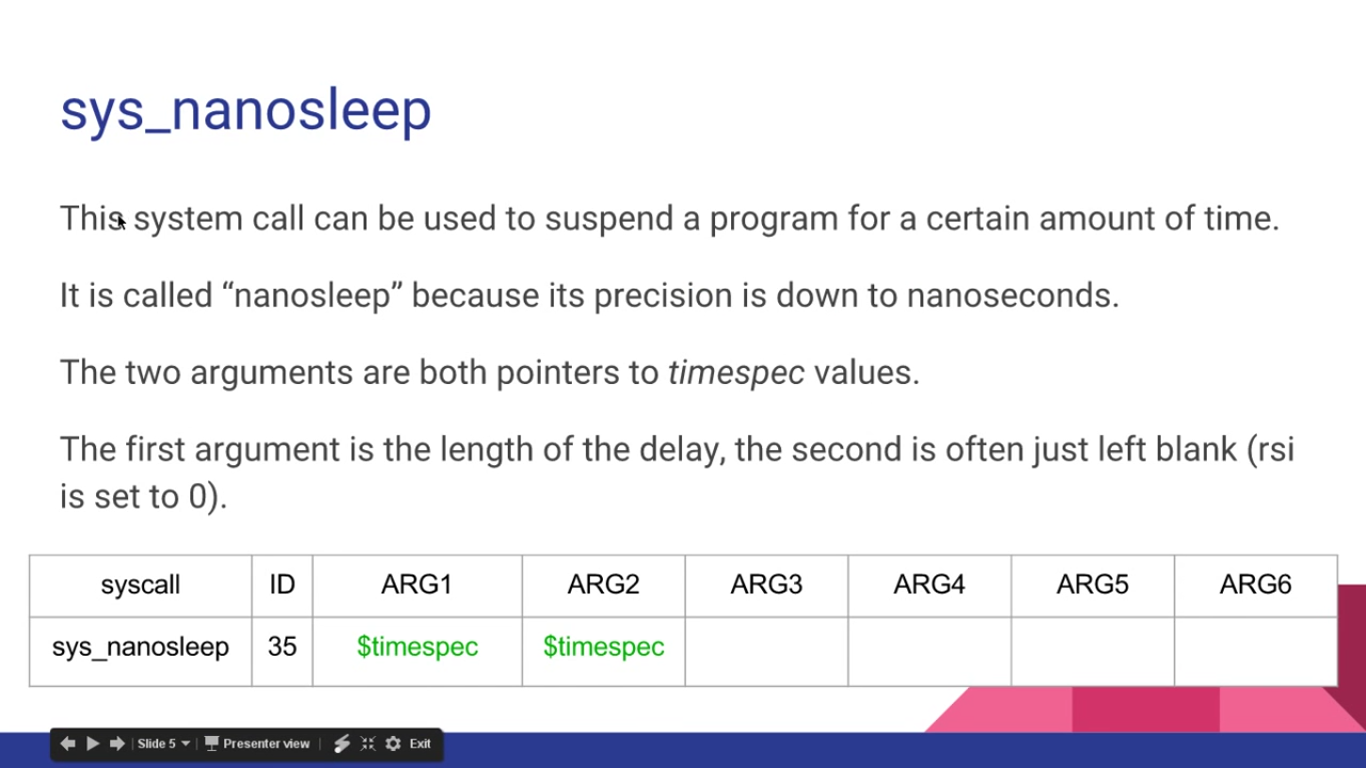 sys_nanosleep
This system call can be used to suspend a program for a certain amount of time.
It is called “nanosleep” because its precision is down to nanoseconds.
The two arguments are both pointers to timespec values.
The first argument is the length of the delay, the second is often just left blank (rsi
is set to 0).
syscall ID ARG1 ARG2 ARG3 ARG4 ARG5 ARG6
sys_nanosleep 35 $timespec $timespec
Slide 5 Presenter view Exit